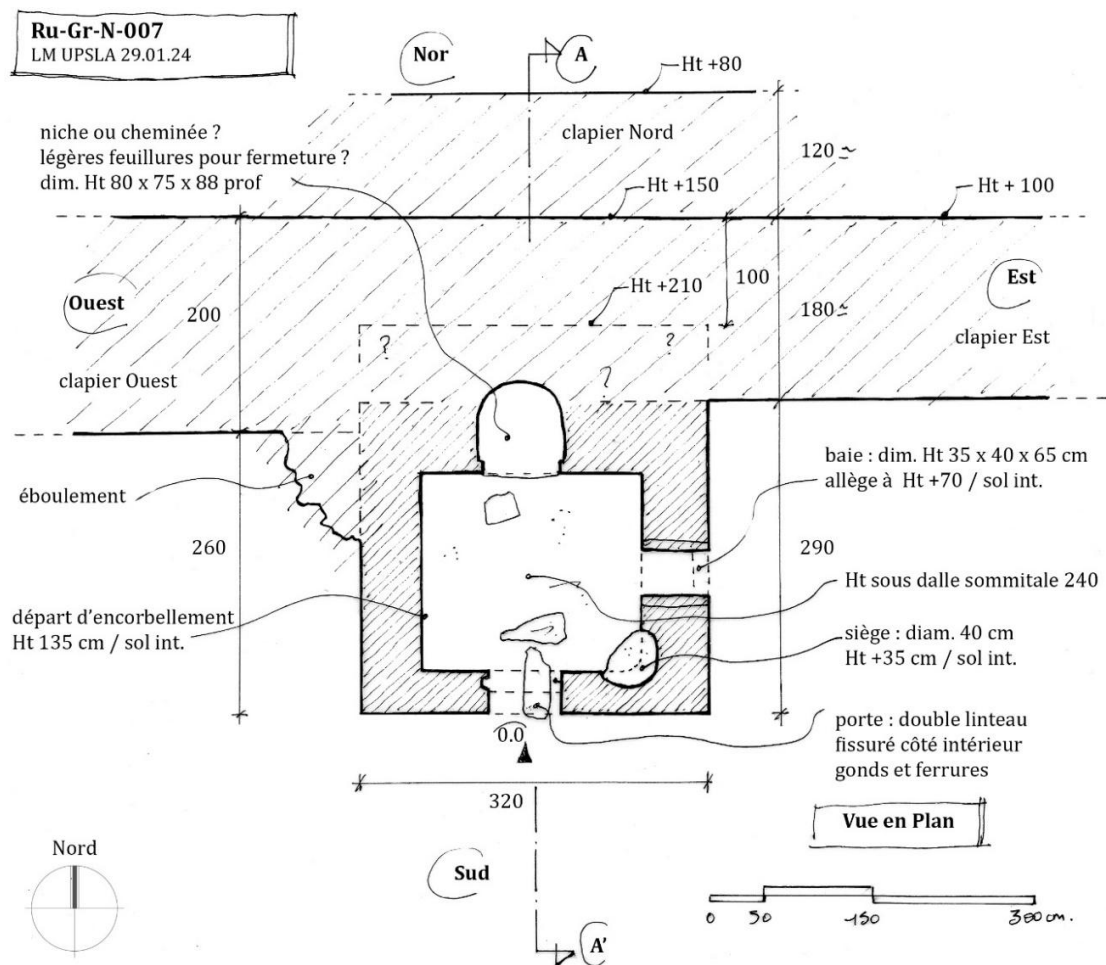 Ru-Gr-N-007
LM UPSLA 29.01.24
Nor
A
Ht +80
clapier Nord
niche ou cheminée ?
légères feuillures pour fermeture ?
dim. Ht 80 x 75 x 88 prof
120 ≃
Ht +150
Ht + 100
Ouest
200
Ht +210
100
Est
180 ≃
? ? ?
clapier Ouest
clapier Est
baie : dim. Ht 35 x 40 x 65 cm
allège à Ht +70 / sol int.
éboulement
260
290
Ht sous dalle sommitale 240
départ d’encorbellement
Ht 135 cm / sol int.
siège : diam. 40 cm
Ht +35 cm / sol int.
porte : double linteau
fissuré côté intérieur
gonds et ferrures
0.0
320
Vue en Plan
Nord
Sud
0 50 150 300 cm.
A'